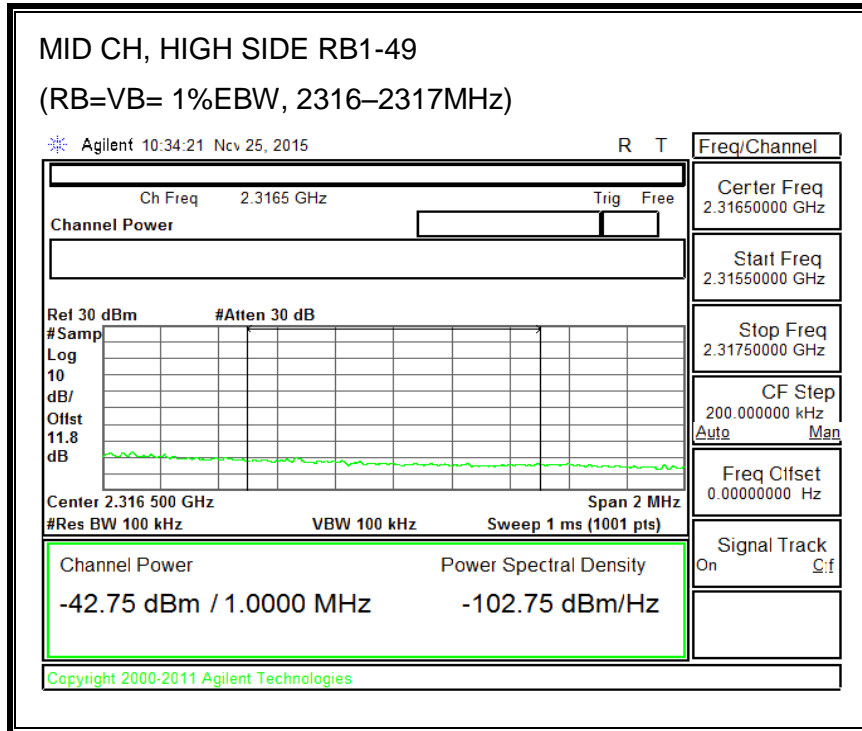 MID CH, HIGH SIDE RB1-49
(RB=VB= 1%EBW, 2316–2317MHz)
Agilent 10:34:21 Nov 25, 2015 R T
Freq/Channel
Ch Freq 2.3165 GHz Trig Free
Channel Power
Center Freq
2.31650000 GHz
Start Freq
2.31550000 GHz
Stop Freq
2.31750000 GHz
CF Step
200.000000 kHz
Auto Man
Freq Offset
0.00000000 Hz
Signal Track
On Off
Ref 30 dBm #Atten 30 dB
#Samp
Log
10
dB/
Offst
11.8
dB
Center 2.316 500 GHz Span 2 MHz
#Res BW 100 kHz VBW 100 kHz Sweep 1 ms (1001 pts)
Channel Power Power Spectral Density
-42.75 dBm / 1.0000 MHz -102.75 dBm/Hz
Copyright 2000-2011 Agilent Technologies